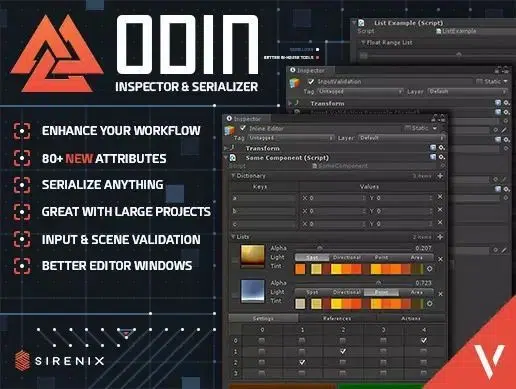 ODIN
INSPECTOR & SERIALIZER
ENHANCE YOUR WORKFLOW
80+ NEW ATTRIBUTES
SERIALIZE ANYTHING
GREAT WITH LARGE PROJECTS
INPUT & SCENE VALIDATION
BETTER EDITOR WINDOWS
SIRENIX
BETTER IN-HOUSE TOOLS
List Example (Script)
Script ListExample
Float Range List
Inspector
InputValidation Static
Tag Untagged Layer Default
Transform
Inspector
Inline Editor Static
Tag Untagged Layer Default
Transform
Some Component (Script)
Script SomeComponent
Dictionary 3 items
Keys Values
a X 0 Y 0
b X 0 Y 0
c X 0 Y 0
Lists 2 items
Alpha 0.207
Light Spot Directional Point Area
Tint
Alpha 0.723
Light Spot Directional Point Area
Tint
Settings References Actions
0 1 2 3 4
0
1
2
3